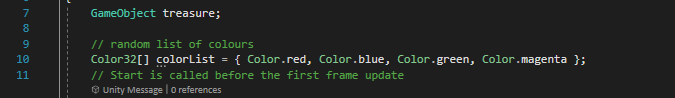 7 GameObject treasure;
8
9 // random list of colours
10 Color32[] colorList = { Color.red, Color.blue, Color.green, Color.magenta };
11 // Start is called before the first frame update
Unity Message | 0 references